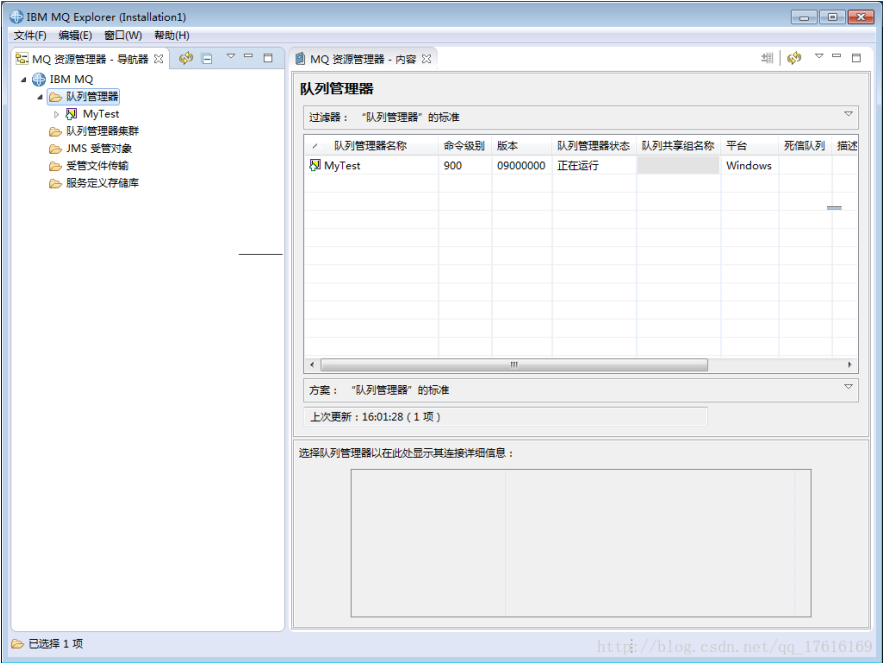 IBM MQ Explorer (Installation1)
文件(F) 编辑(E) 窗口(W) 帮助(H)
MQ 资源管理器 - 导航器
IBM MQ
队列管理器
MyTest
队列管理器集群
JMS 受管对象
受管文件传输
服务定义存储库
MQ 资源管理器 - 内容
队列管理器
过滤器： “队列管理器”的标准
队列管理器名称 命令级别 版本 队列管理器状态 队列共享组名称 平台 死信队列 描述
MyTest 900 09000000 正在运行 Windows
方案： “队列管理器”的标准
上次更新：16:01:28 ( 1 项 )
选择队列管理器以在此处显示其连接详细信息：
已选择 1 项
http://blog.csdn.net/qq_17616169